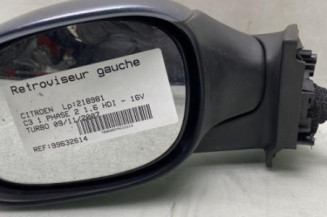 Retroviseur gauche
CITROEN Lp:218981
C3 1 PHASE 2 1.6 HDI - 16V
TURBO 09/11/2007
REF:99632614